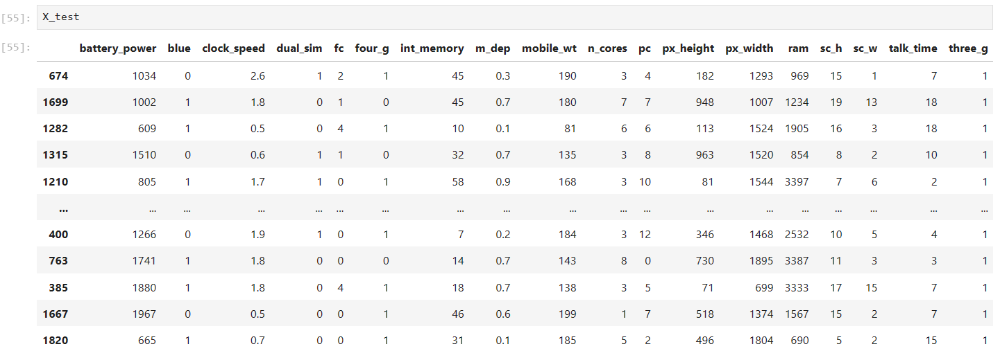 [55]: X_test
[55]:
battery_power blue clock_speed dual_sim fc four_g int_memory m_dep mobile_wt n_cores pc px_height px_width ram sc_h sc_w talk_time three_g
674 1034 0 2.6 1 2 1 45 0.3 190 3 4 182 1293 969 15 1 7 1
1699 1002 1 1.8 0 1 0 45 0.7 180 7 7 948 1007 1234 19 13 18 1
1282 609 1 0.5 0 4 1 10 0.1 81 6 6 113 1524 1905 16 3 18 1
1315 1510 0 0.6 1 1 0 32 0.7 135 3 8 963 1520 854 8 2 10 1
1210 805 1 1.7 1 0 1 58 0.9 168 3 10 81 1544 3397 7 6 2 1
... ... ... ... ... ... ... ... ... ... ... ... ... ... ... ... ... ... ...
400 1266 0 1.9 1 0 1 7 0.2 184 3 12 346 1468 2532 10 5 4 1
763 1741 1 1.8 0 0 0 14 0.7 143 8 0 730 1895 3387 11 3 3 1
385 1880 1 1.8 0 4 1 18 0.7 138 3 5 71 699 3333 17 15 7 1
1667 1967 0 0.5 0 0 1 46 0.6 199 1 7 518 1374 1567 15 2 7 1
1820 665 1 0.7 0 0 1 31 0.1 185 5 2 496 1804 690 5 2 15 1